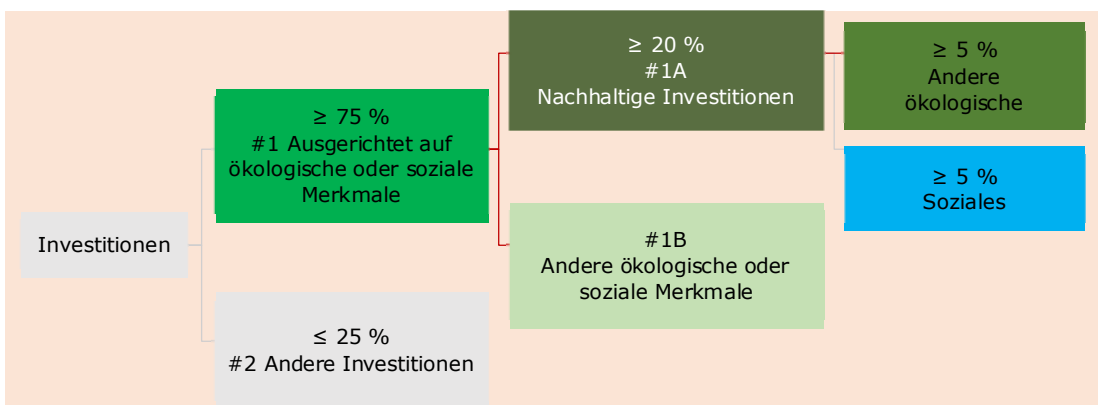 Investitionen
≥ 75 %
#1 Ausgerichtet auf
ökologische oder soziale
Merkmale
≤ 25 %
#2 Andere Investitionen
≥ 20 %
#1A
Nachhaltige Investitionen
#1B
Andere ökologische oder
soziale Merkmale
≥ 5 %
Andere
ökologische
≥ 5 %
Soziales